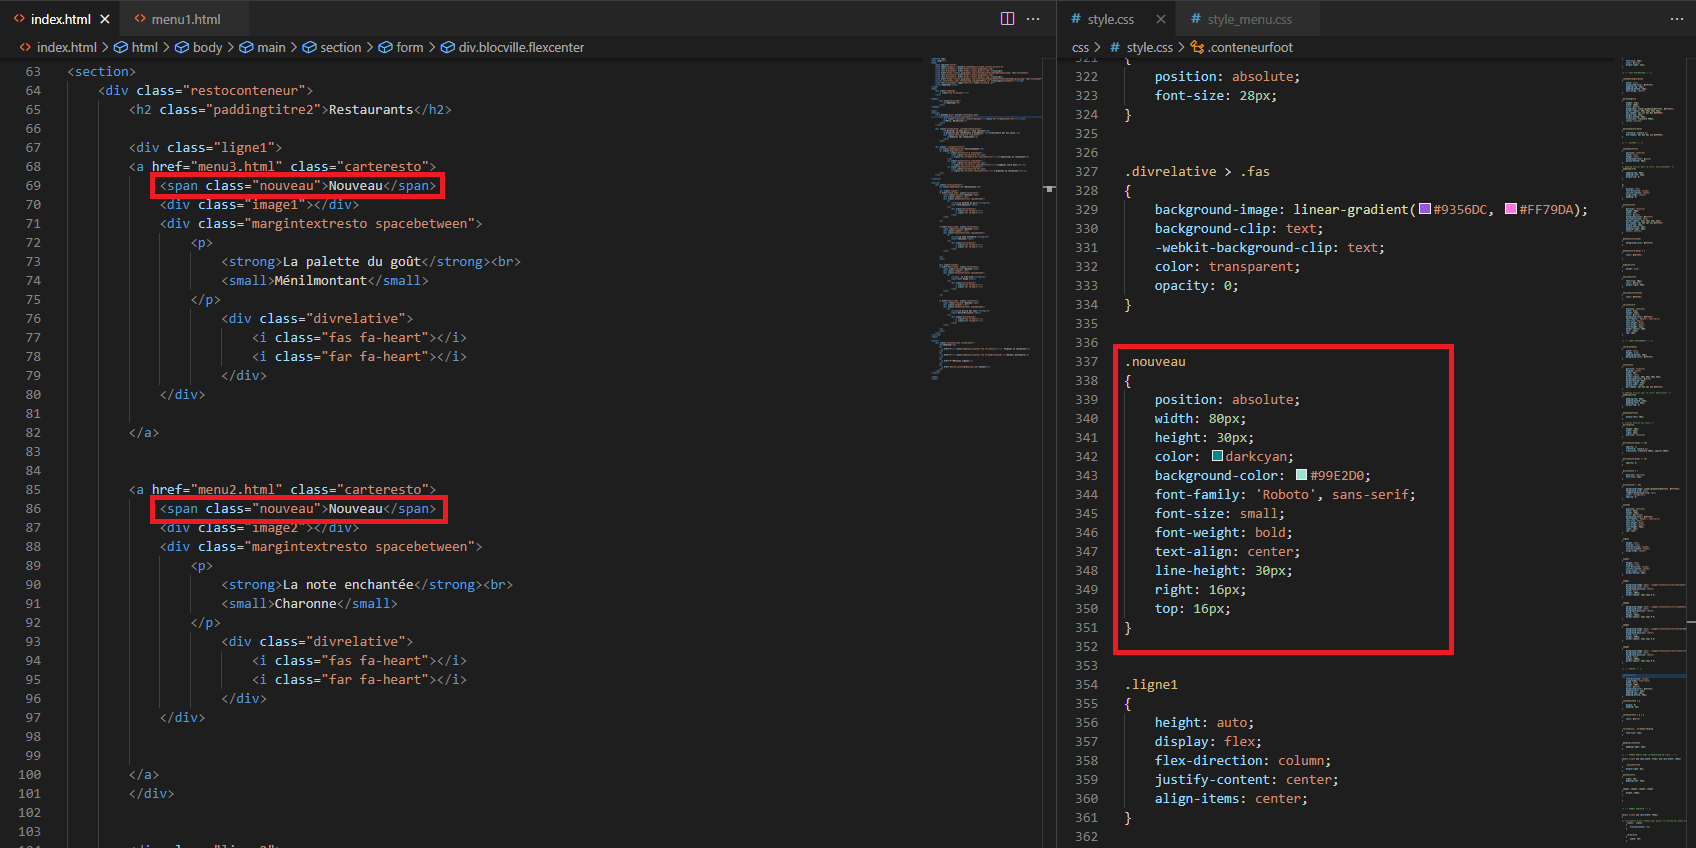 index.html
menu1.html
index.html > html > body > main > section > form > div.blocville.flexcenter
63 <section>
64 <div class="restoconteneur">
65 <h2 class="paddingtitre2">Restaurants</h2>
66
67 <div class="ligne1">
68 <a href="menu3.html" class="carteresto">
69 <span class="nouveau">Nouveau</span>
70 <div class="image1"></div>
71 <div class="margintextresto spacebetween">
72 <p>
73 <strong>La palette du goût</strong><br>
74 <small>Ménilmontant</small>
75 </p>
76 <div class="divrelative">
77 <i class="fas fa-heart"></i>
78 <i class="far fa-heart"></i>
79 </div>
80 </div>
81
82 </a>
83
84
85 <a href="menu2.html" class="carteresto">
86 <span class="nouveau">Nouveau</span>
87 <div class="image2"></div>
88 <div class="margintextresto spacebetween">
89 <p>
90 <strong>La note enchantée</strong><br>
91 <small>Charonne</small>
92 </p>
93 <div class="divrelative">
94 <i class="fas fa-heart"></i>
95 <i class="far fa-heart"></i>
96 </div>
97 </div>
98
99
100 </a>
101 </div>
102
103
# style.css
# style_menu.css
css > # style.css > .conteneurfoot
321 {
322 position: absolute;
323 font-size: 28px;
324 }
325
326
327 .divrelative > .fas
328 {
329 background-image: linear-gradient(#9356DC, #FF79DA);
330 background-clip: text;
331 -webkit-background-clip: text;
332 color: transparent;
333 opacity: 0;
334 }
335
336
337 .nouveau
338 {
339 position: absolute;
340 width: 80px;
341 height: 30px;
342 color: darkcyan;
343 background-color: #99E2D0;
344 font-family: 'Roboto', sans-serif;
345 font-size: small;
346 font-weight: bold;
347 text-align: center;
348 line-height: 30px;
349 right: 16px;
350 top: 16px;
351 }
352
353
354 .ligne1
355 {
356 height: auto;
357 display: flex;
358 flex-direction: column;
359 justify-content: center;
360 align-items: center;
361 }
362